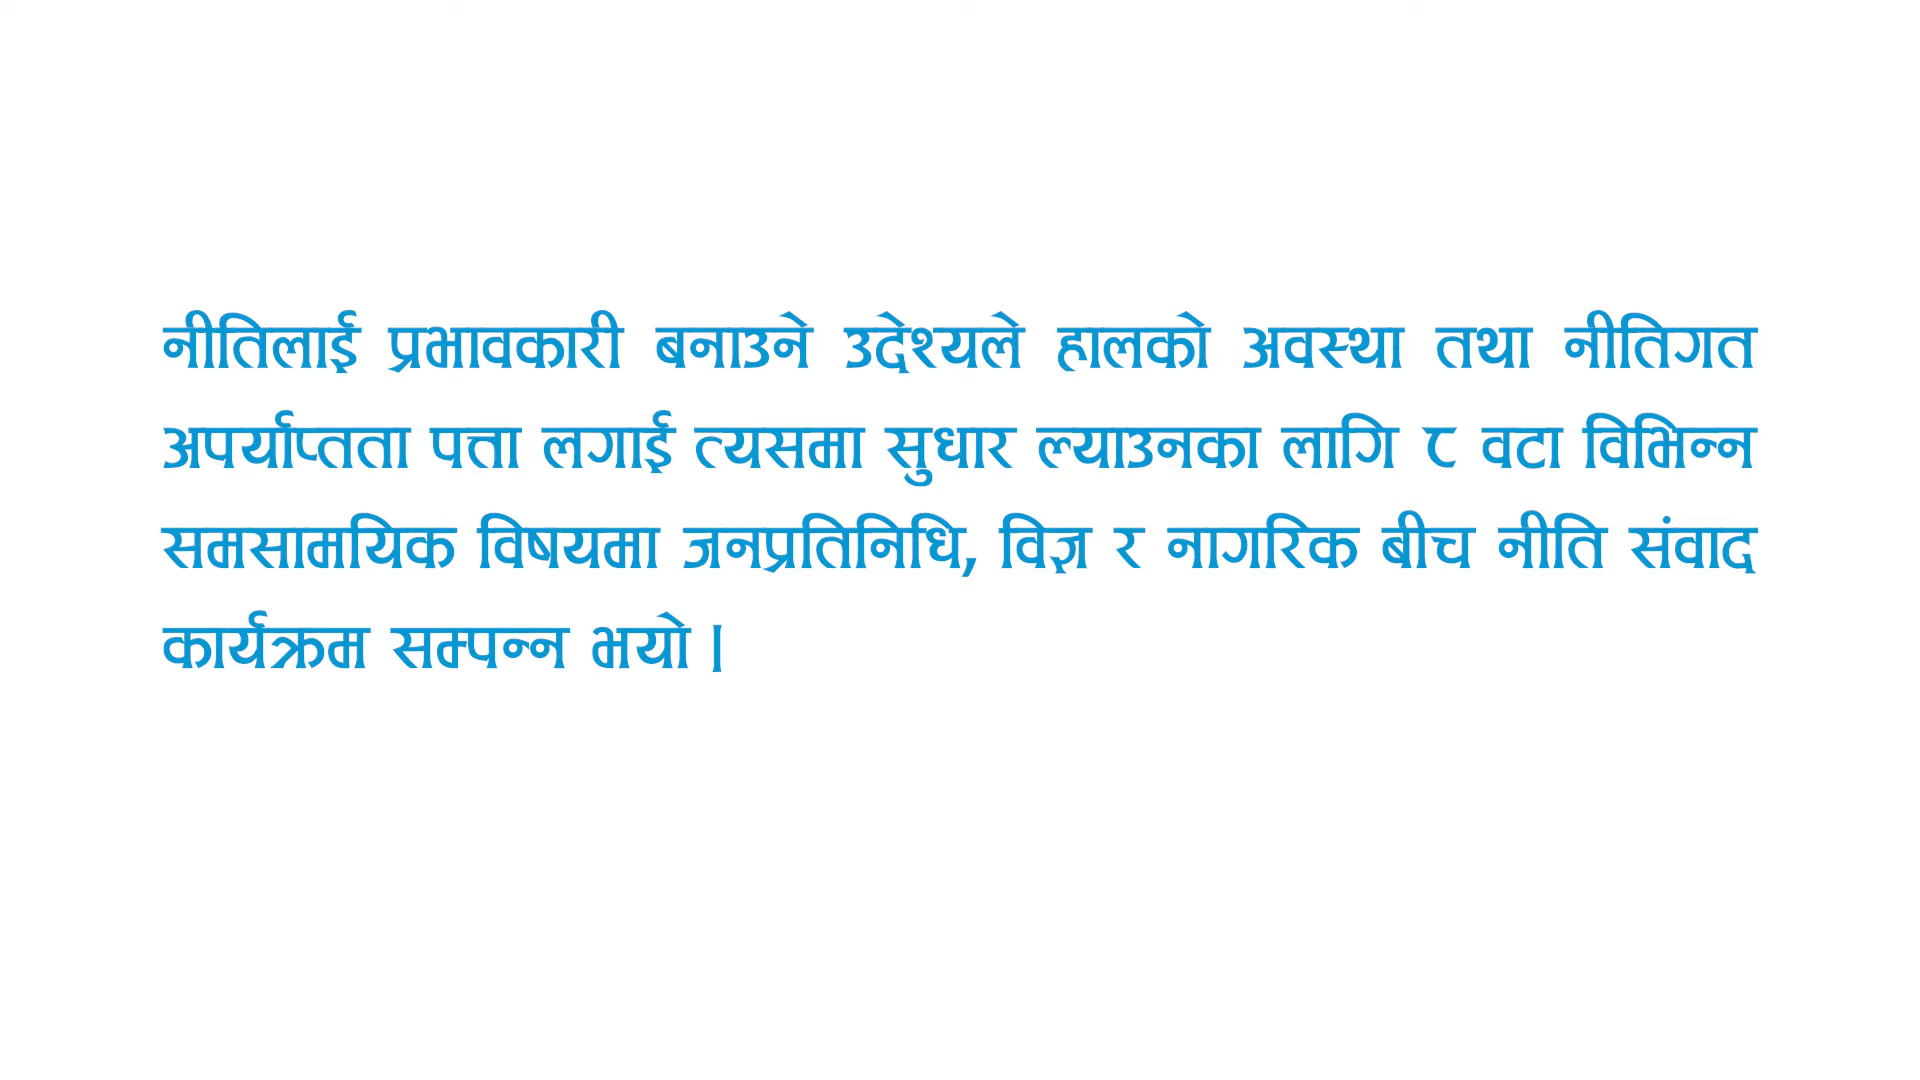 नीतिलाई प्रभावकारी बनाउने उदेश्यले हालको अवस्था तथा नीतिगत
अपर्याप्तता पत्ता लगाई त्यसमा सुधार ल्याउनका लागि ८ वटा विभिन्न
समसामयिक विषयमा जनप्रतिनिधि, विज्ञ र नागरिक बीच नीति संवाद
कार्यक्रम सम्पन्न भयो।